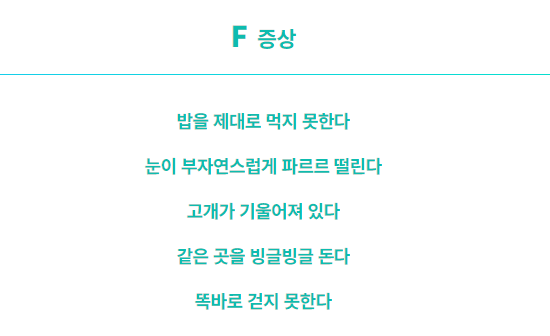 F 증상
밥을 제대로 먹지 못한다
눈이 부자연스럽게 파르르 떨린다
고개가 기울어져 있다
같은 곳을 빙글빙글 돈다
똑바로 걷지 못한다